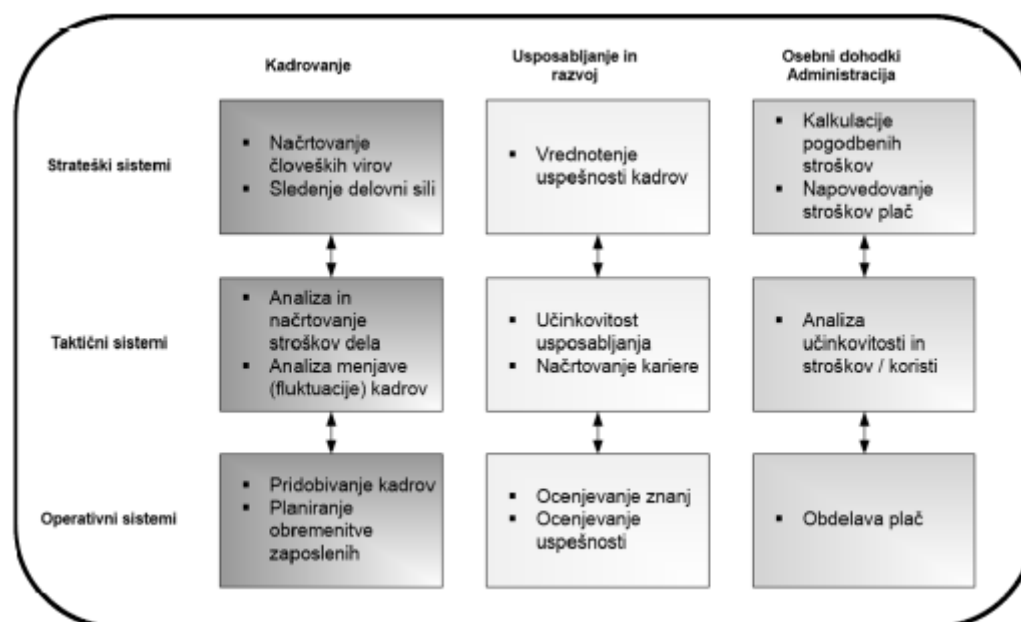 Kadrovanje
Usposabljanje in
razvoj
Osebni dohodki
Administracija
Strateški sistemi
▪ Načrtovanje
človeških virov
▪ Sledenje delovni sili
▪ Vrednotenje
uspešnosti kadrov
▪ Kalkulacije
pogodbenih
stroškov
▪ Napovedovanje
stroškov plač
Taktični sistemi
▪ Analiza in
načrtovanje
stroškov dela
▪ Analiza menjave
(fluktuacije) kadrov
▪ Učinkovitost
usposabljanja
▪ Načrtovanje kariere
▪ Analiza
učinkovitosti in
stroškov / koristi
Operativni sistemi
▪ Pridobivanje kadrov
▪ Planiranje
obremenitve
zaposlenih
▪ Ocenjevanje znanj
▪ Ocenjevanje
uspešnosti
▪ Obdelava plač